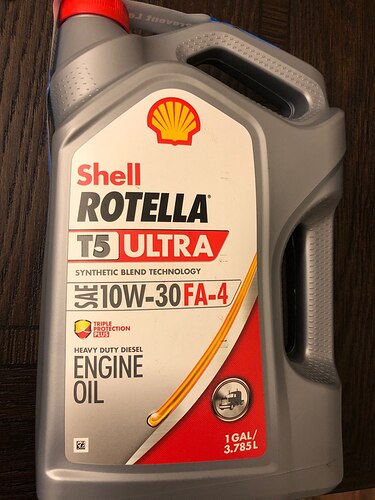 Shell
ROTELLA®
T5 ULTRA
SYNTHETIC BLEND TECHNOLOGY
SAE 10W-30 FA-4
TRIPLE
PROTECTION
PLUS
HEAVY DUTY DIESEL
ENGINE
OIL
1 GAL/
3.785L